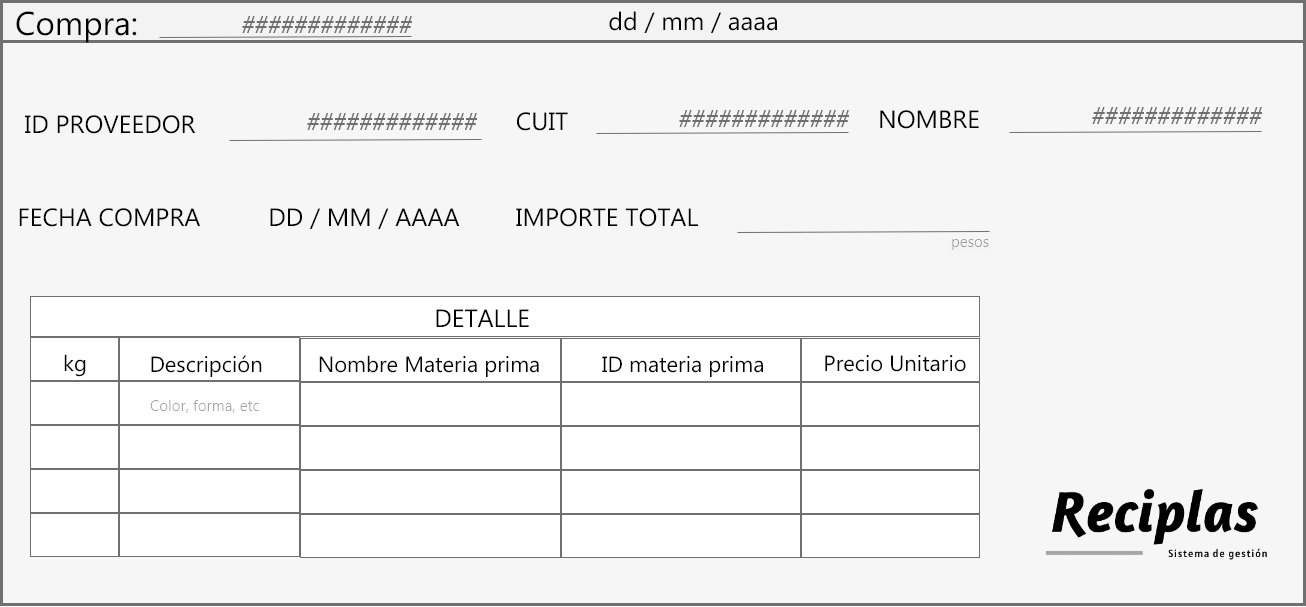 Compra: ############# dd / mm / aaaa
ID PROVEEDOR ############# CUIT ############# NOMBRE #############
FECHA COMPRA DD / MM / AAAA IMPORTE TOTAL
pesos
DETALLE
kg Descripción Nombre Materia prima ID materia prima Precio Unitario
Color, forma, etc
Reciplas
Sistema de gestión